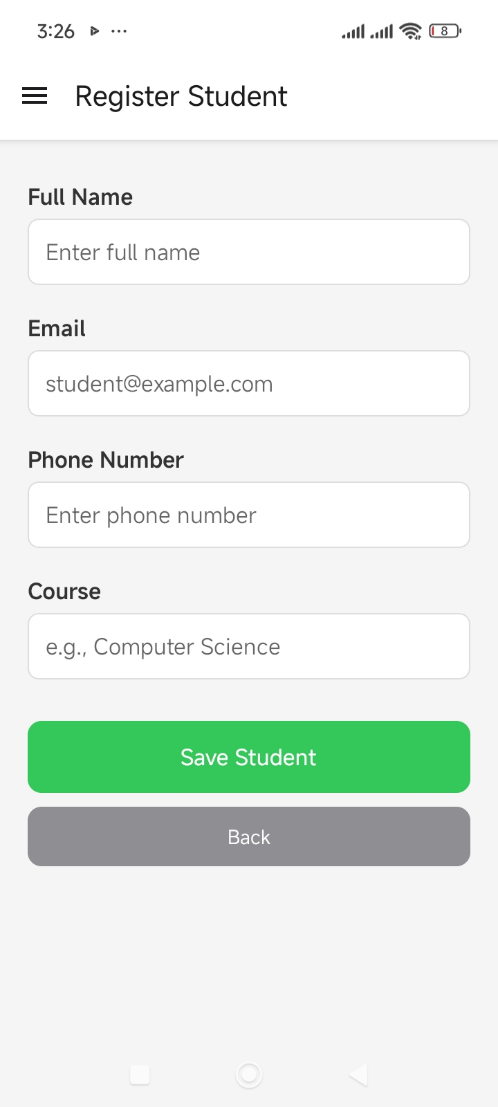 3:26
8
Register Student
Full Name
Enter full name
Email
student@example.com
Phone Number
Enter phone number
Course
e.g., Computer Science
Save Student
Back